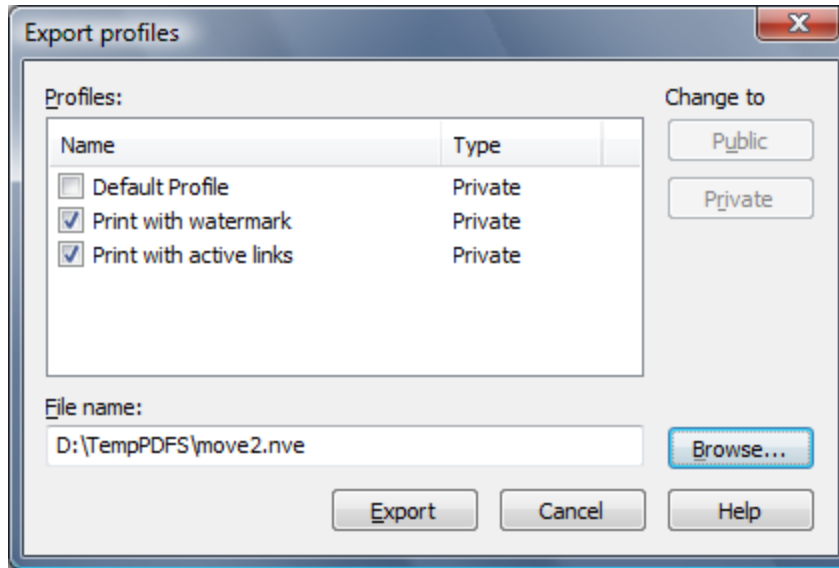 Export profiles
Profiles:
Change to
Name Type
Public
Default Profile Private
Print with watermark Private
Private
Print with active links Private
File name:
D:\TempPDFS\move2.nve
Browse...
Export Cancel Help